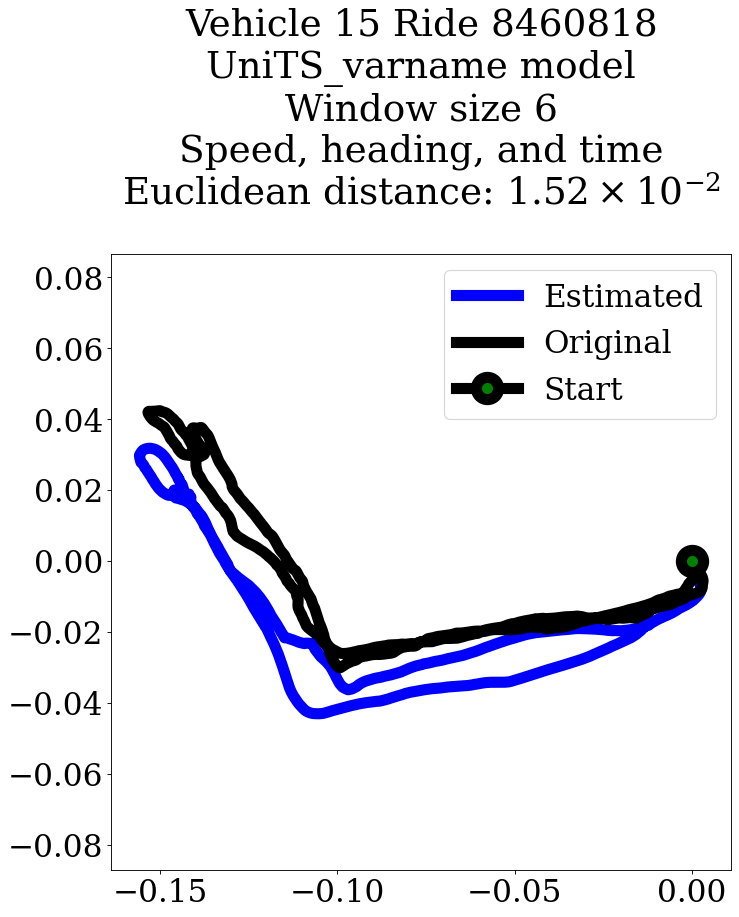 Vehicle 15 Ride 8460818
UniTS_varname model
Window size 6
Speed, heading, and time
Euclidean distance: 1.52 × 10⁻²
0.08
0.06
0.04
0.02
0.00
−0.02
−0.04
−0.06
−0.08
Estimated
Original
Start
−0.15 −0.10 −0.05 0.00